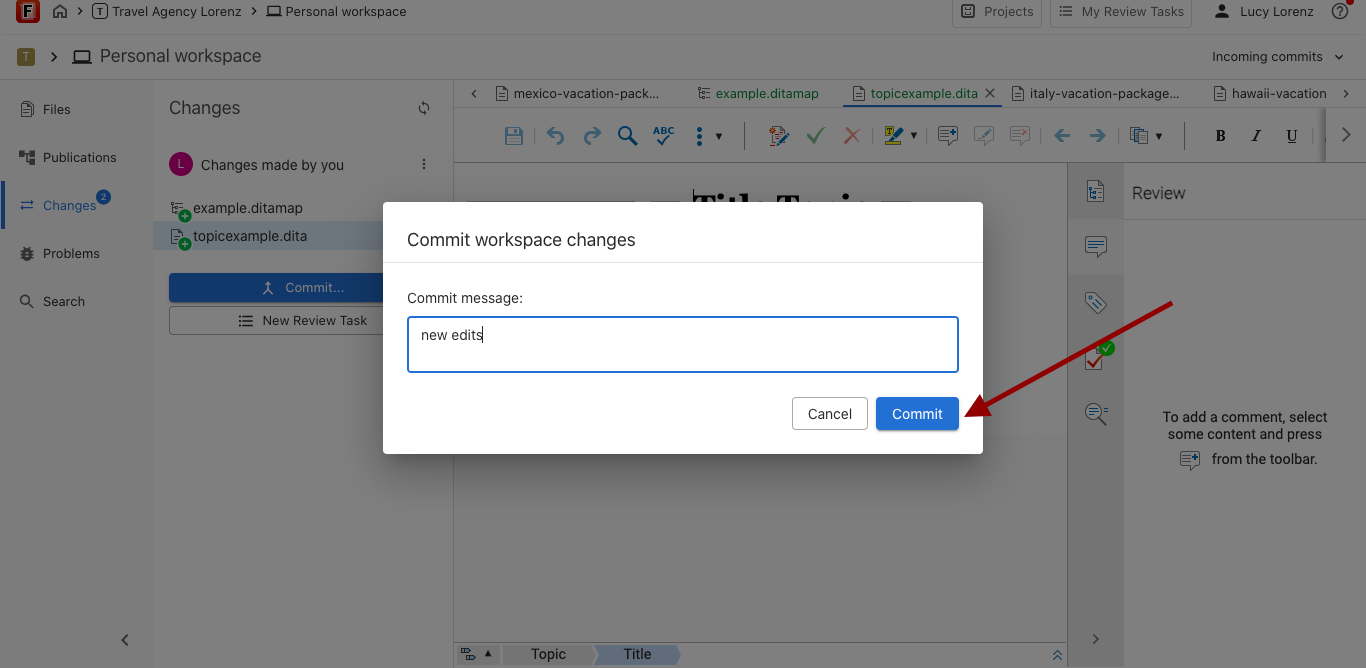 F
T Travel Agency Lorenz
Personal workspace
Projects
My Review Tasks
Lucy Lorenz
T
Personal workspace
Incoming commits
Files
Publications
Changes 2
Problems
Search
Changes
L Changes made by you
example.ditamap
topicexample.dita
Commit...
New Review Task
mexico-vacation-pack...
example.ditamap
topicexample.dita
italy-vacation-package...
hawaii-vacation
ABC
T
B I U
Commit workspace changes
Commit message:
new edits
Cancel
Commit
Review
To add a comment, select
some content and press
from the toolbar.
Topic
Title